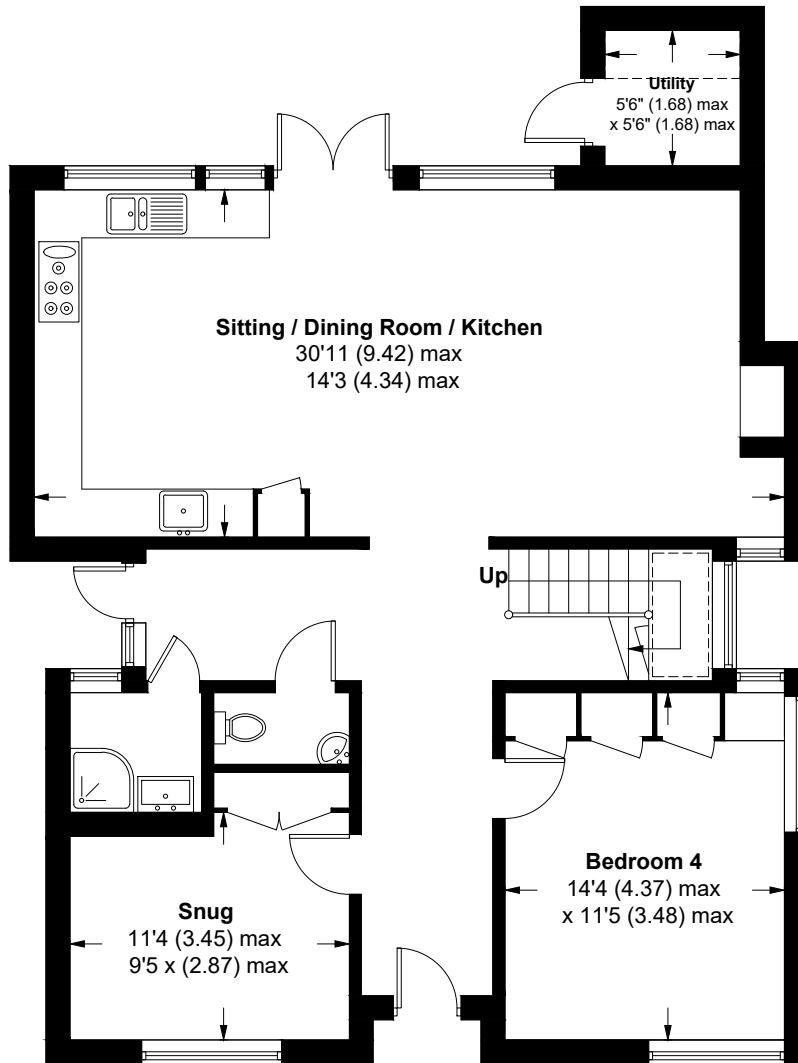 Utility
5'6" (1.68) max
x 5'6" (1.68) max
Sitting / Dining Room / Kitchen
30'11 (9.42) max
14'3 (4.34) max
Up
Bedroom 4
14'4 (4.37) max
x 11'5 (3.48) max
Snug
11'4 (3.45) max
9'5 x (2.87) max